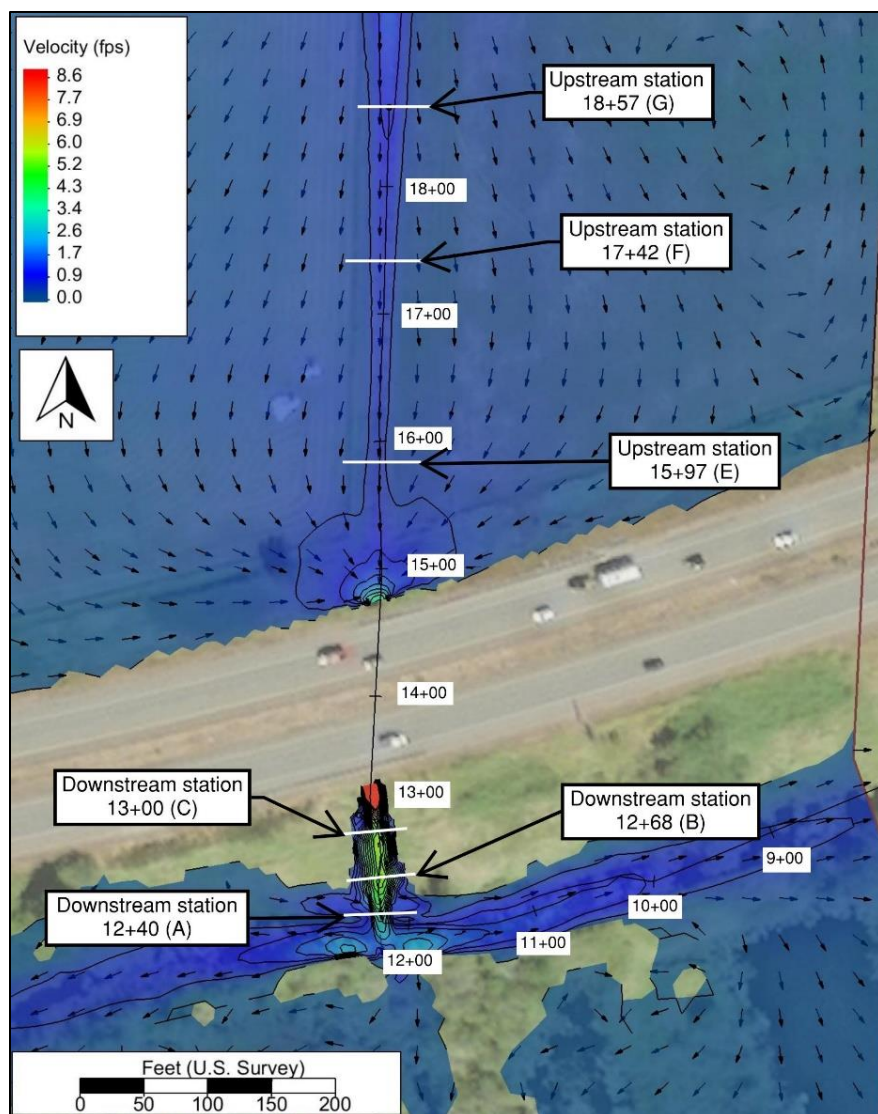 Velocity (fps)
8.6
7.7
6.9
6.0
5.2
4.3
3.4
2.6
1.7
0.9
0.0
Upstream station
18+57 (G)
18+00
Upstream station
17+42 (F)
17+00
N
16+00
Upstream station
15+97 (E)
15+00
14+00
Downstream station
13+00 (C)
13+00
Downstream station
12+68 (B)
9+00
Downstream station
12+40 (A)
10+00
11+00
12+00
Feet (U.S. Survey)
0 50 100 150 200